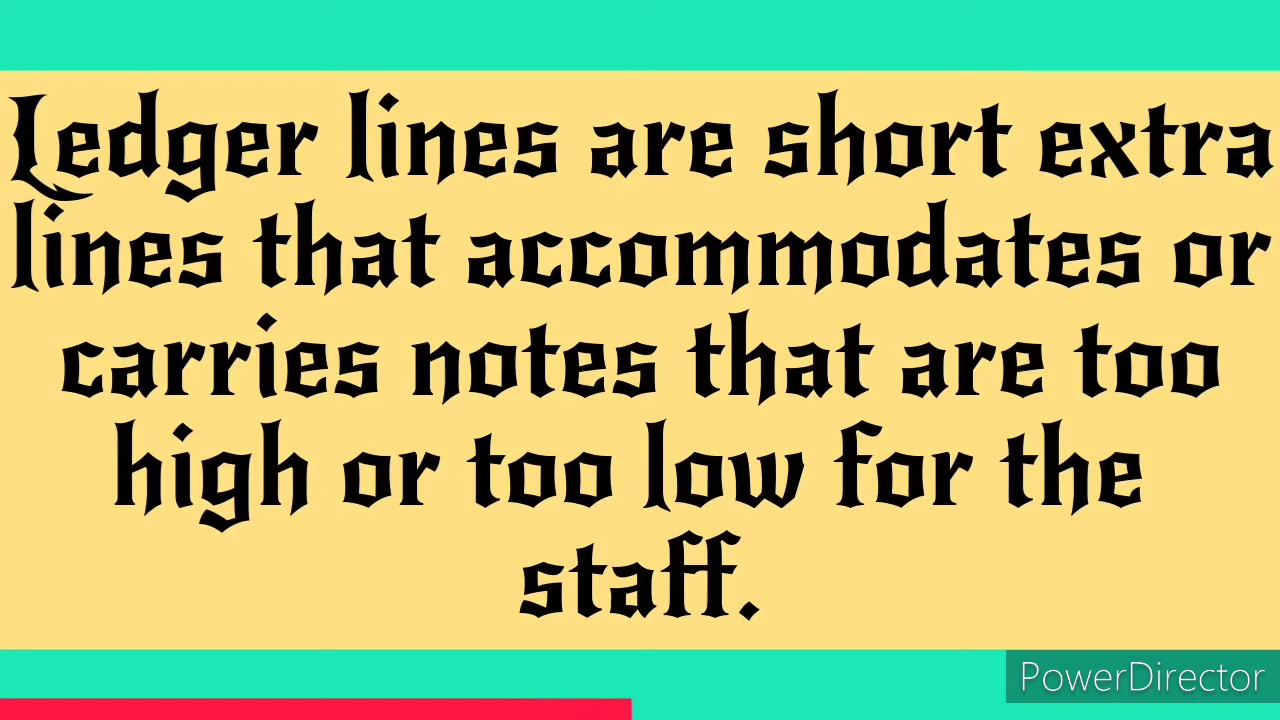 Ledger lines are short extra
lines that accommodates or
carries notes that are too
high or too low for the
staff.
PowerDirector